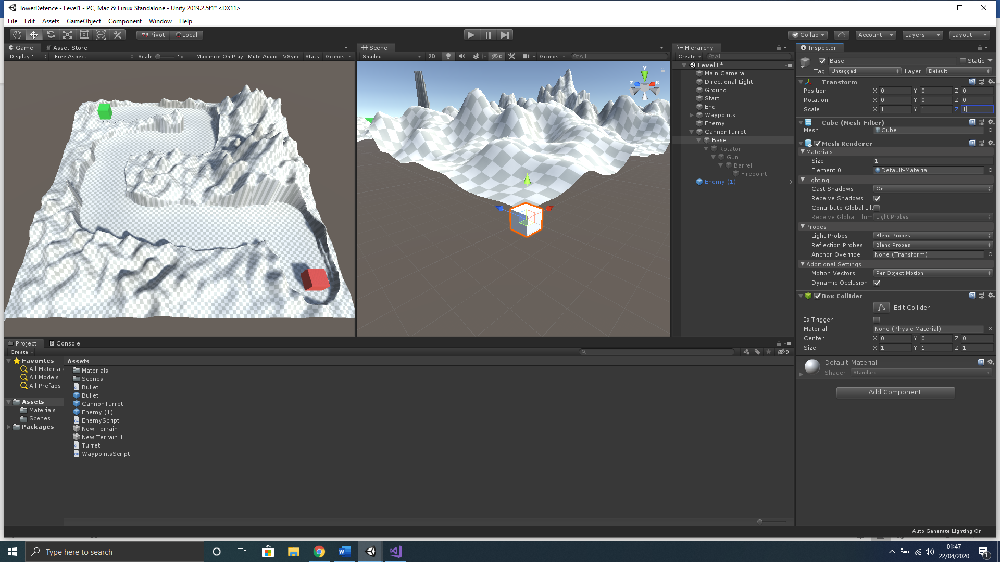 TowerDefence - Level1 - PC, Mac & Linux Standalone - Unity 2019.2.5f1* <DX11>
File Edit Assets GameObject Component Window Help
Pivot Local Collab Account Layers Layout
Game Asset Store
Display 1 Free Aspect Scale 1x Maximize On Play Mute Audio VSync Stats Gizmos
Scene
Shaded 2D 0 Gizmos All
y
z x
Hierarchy
Create All
Level1*
Main Camera
Directional Light
Ground
Start
End
Waypoints
Enemy
CannonTurret
Base
Rotator
Gun
Barrel
Firepoint
Enemy (1)
Inspector
Base Static
Tag Untagged Layer Default
Transform
Position X 0 Y 0 Z 0
Rotation X 0 Y 0 Z 0
Scale X 1 Y 1 Z 1
Cube (Mesh Filter)
Mesh Cube
Mesh Renderer
Materials
Size 1
Element 0 Default-Material
Lighting
Cast Shadows On
Receive Shadows
Contribute Global Illu
Receive Global Illum Light Probes
Probes
Light Probes Blend Probes
Reflection Probes Blend Probes
Anchor Override None (Transform)
Additional Settings
Motion Vectors Per Object Motion
Dynamic Occlusion
Box Collider
Edit Collider
Is Trigger
Material None (Physic Material)
Center X 0 Y 0 Z 0
Size X 1 Y 1 Z 1
Default-Material
Shader Standard
Add Component
Project Console
Create 9
Favorites
All Materials
All Models
All Prefabs
Assets
Materials
Scenes
Packages
Assets
Materials
Scenes
Bullet
Bullet
CannonTurret
Enemy (1)
EnemyScript
New Terrain
New Terrain 1
Turret
WaypointsScript
Auto Generate Lighting On
Type here to search
01:47
22/04/2020
1